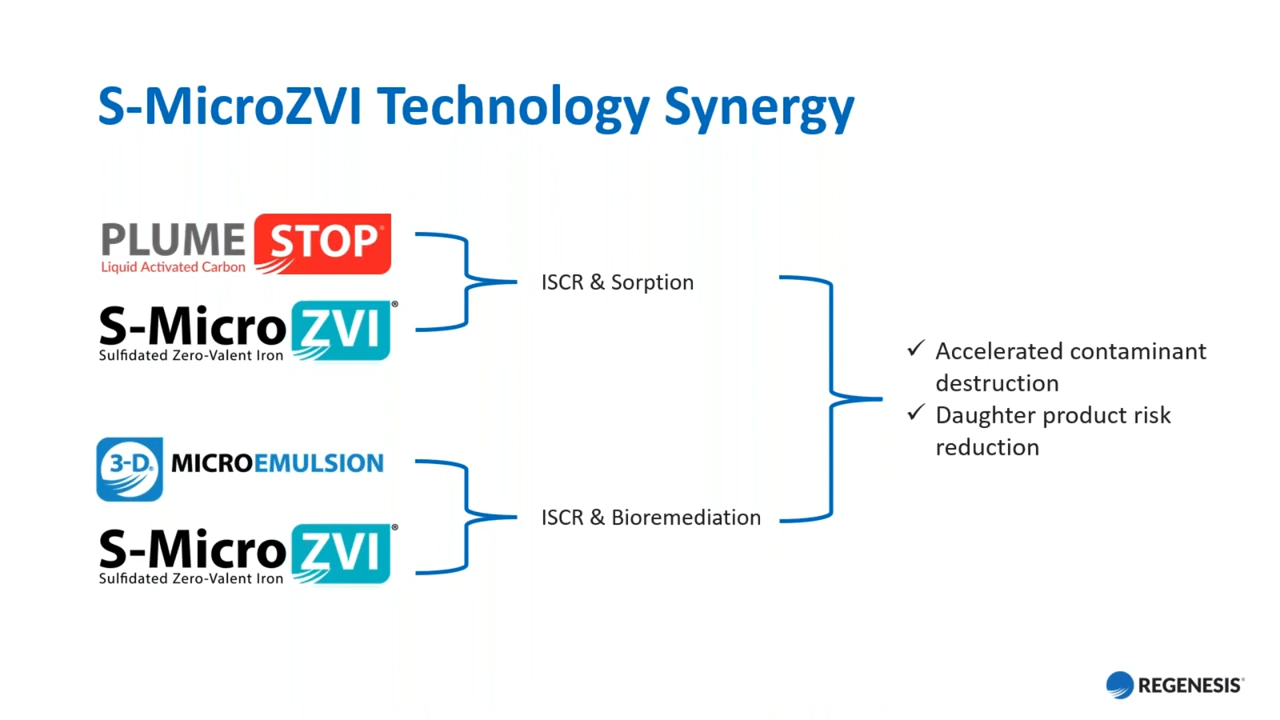 S-MicroZVI Technology Synergy
PLUME STOP®
Liquid Activated Carbon
S-Micro ZVI®
Sulfidated Zero-Valent Iron
ISCR & Sorption
✓ Accelerated contaminant
destruction
✓ Daughter product risk
reduction
3-D® MICROEMULSION
S-Micro ZVI®
Sulfidated Zero-Valent Iron
ISCR & Bioremediation
REGENESIS®